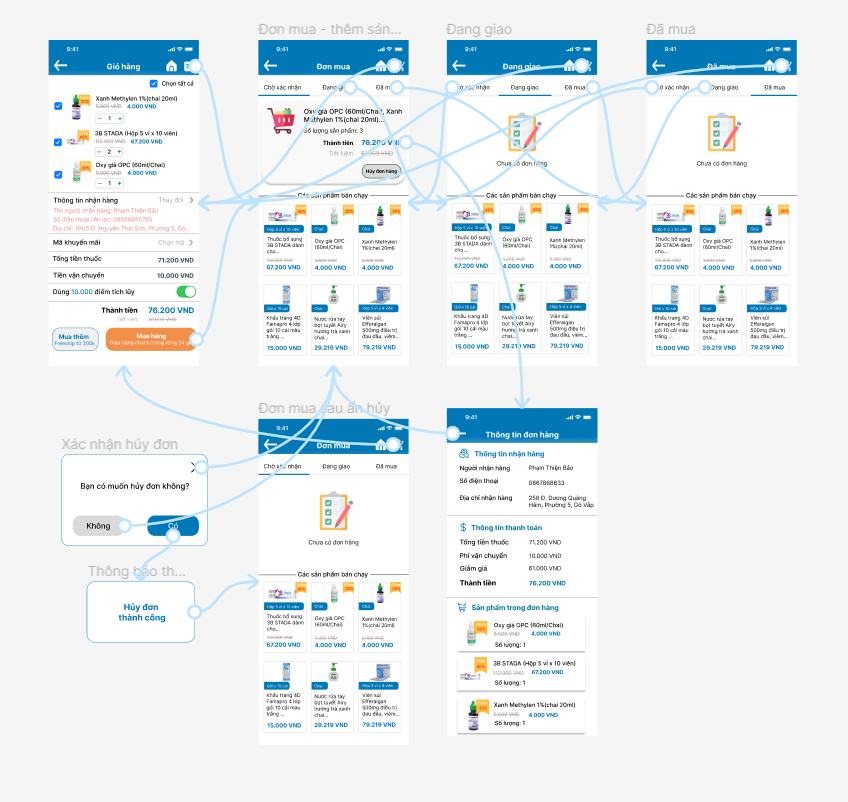 Đơn mua - thêm sản...
Đang giao
Đã mua
9:41
Giỏ hàng
Chọn tất cả
Xanh Methylen 1%(chai 20ml)
5.000 VND 4.000 VND
1
3B STADA (Hộp 5 vỉ x 10 viên)
112.000 VND 67.200 VND
2
Oxy già OPC (60ml/Chai)
5.000 VND 4.000 VND
1
Thông tin nhận hàng Thay đổi
Tên người nhận hàng: Phạm Thiện Bảo
Số điện thoại liên lạc: 09086895765
Địa chỉ: 191/5 Đ. Nguyễn Thái Sơn, Phường 5, Gò...
Mã khuyến mãi Chọn mã
Tổng tiền thuốc 71.200 VND
Tiền vận chuyển 10.000 VND
Dùng 10.000 điểm tích lũy
Thành tiền 76.200 VND
Tiết kiệm 61.000 VND
Mua thêm
Freeship từ 300k
Mua hàng
Giao hàng nhanh trong vòng 24 giờ
9:41
Đơn mua
Chờ xác nhận Đang giao Đã mua
Oxy già OPC (60ml/Chai), Xanh
Methylen 1%(chai 20ml)...
Số lượng sản phẩm: 3
Thành tiền 76.200 VND
Tiết kiệm 61.000 VND
Hủy đơn hàng
Các sản phẩm bán chạy
Hộp 5 vỉ x 10 viên
Thuốc bổ sung
3B STADA dành
cho...
112.000 VND
67.200 VND
Chai
Oxy già OPC
(60ml/Chai)
5.000 VND
4.000 VND
Chai
Xanh Methylen
1%(chai 20ml)
5.000 VND
4.000 VND
Gói x 10 cái
Khẩu trang 4D
Famapro 4 lớp
gói 10 cái màu
trắng ...
15.000 VND
Chai
Nước rửa tay
bọt tuyết Airy
hương trà xanh
chai...
29.219 VND
Hộp 5 vỉ x 4 viên
Viên sủi
Efferalgan
500mg điều trị
đau đầu, viêm...
79.219 VND
9:41
Đang giao
Chờ xác nhận Đang giao Đã mua
Chưa có đơn hàng
Các sản phẩm bán chạy
Hộp 5 vỉ x 10 viên
Thuốc bổ sung
3B STADA dành
cho...
112.000 VND
67.200 VND
Chai
Oxy già OPC
(60ml/Chai)
5.000 VND
4.000 VND
Chai
Xanh Methylen
1%(chai 20ml)
5.000 VND
4.000 VND
Gói x 10 cái
Khẩu trang 4D
Famapro 4 lớp
gói 10 cái màu
trắng ...
15.000 VND
Chai
Nước rửa tay
bọt tuyết Airy
hương trà xanh
chai...
29.219 VND
Hộp 5 vỉ x 4 viên
Viên sủi
Efferalgan
500mg điều trị
đau đầu, viêm...
79.219 VND
9:41
Đã mua
Chờ xác nhận Đang giao Đã mua
Chưa có đơn hàng
Các sản phẩm bán chạy
Hộp 5 vỉ x 10 viên
Thuốc bổ sung
3B STADA dành
cho...
112.000 VND
67.200 VND
Chai
Oxy già OPC
(60ml/Chai)
5.000 VND
4.000 VND
Chai
Xanh Methylen
1%(chai 20ml)
5.000 VND
4.000 VND
Gói x 10 cái
Khẩu trang 4D
Famapro 4 lớp
gói 10 cái màu
trắng ...
15.000 VND
Chai
Nước rửa tay
bọt tuyết Airy
hương trà xanh
chai...
29.219 VND
Hộp 5 vỉ x 4 viên
Viên sủi
Efferalgan
500mg điều trị
đau đầu, viêm...
79.219 VND
Xác nhận hủy đơn
Bạn có muốn hủy đơn không?
Không Có
Thông báo th...
Hủy đơn
thành công
Đơn mua sau ấn hủy
9:41
Đơn mua
Chờ xác nhận Đang giao Đã mua
Chưa có đơn hàng
Các sản phẩm bán chạy
Hộp 5 vỉ x 10 viên
Thuốc bổ sung
3B STADA dành
cho...
112.000 VND
67.200 VND
Chai
Oxy già OPC
(60ml/Chai)
5.000 VND
4.000 VND
Chai
Xanh Methylen
1%(chai 20ml)
5.000 VND
4.000 VND
Gói x 10 cái
Khẩu trang 4D
Famapro 4 lớp
gói 10 cái màu
trắng ...
15.000 VND
Chai
Nước rửa tay
bọt tuyết Airy
hương trà xanh
chai...
29.219 VND
Hộp 5 vỉ x 4 viên
Viên sủi
Efferalgan
500mg điều trị
đau đầu, viêm...
79.219 VND
9:41
Thông tin đơn hàng
Thông tin nhận hàng
Người nhận hàng Phạm Thiện Bảo
Số điện thoại 0867866633
Địa chỉ nhận hàng 258 Đ. Dương Quảng
Hàm, Phường 5, Gò Vấp
Thông tin thanh toán
Tổng tiền thuốc 71.200 VND
Phí vận chuyển 10.000 VND
Giảm giá 61.000 VND
Thành tiền 76.200 VND
Sản phẩm trong đơn hàng
Oxy già OPC (60ml/Chai)
5.000 VND 4.000 VND
Số lượng: 1
3B STADA (Hộp 5 vỉ x 10 viên)
112.000 VND 67.200 VND
Số lượng: 1
Xanh Methylen 1%(chai 20ml)
5.000 VND 4.000 VND
Số lượng: 1